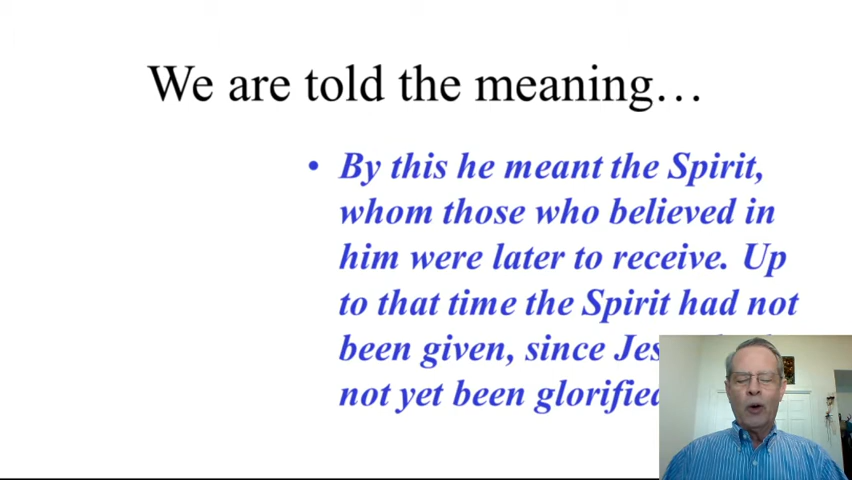 We are told the meaning…
• By this he meant the Spirit,
whom those who believed in
him were later to receive. Up
to that time the Spirit had not
been given, since
not yet been glorified